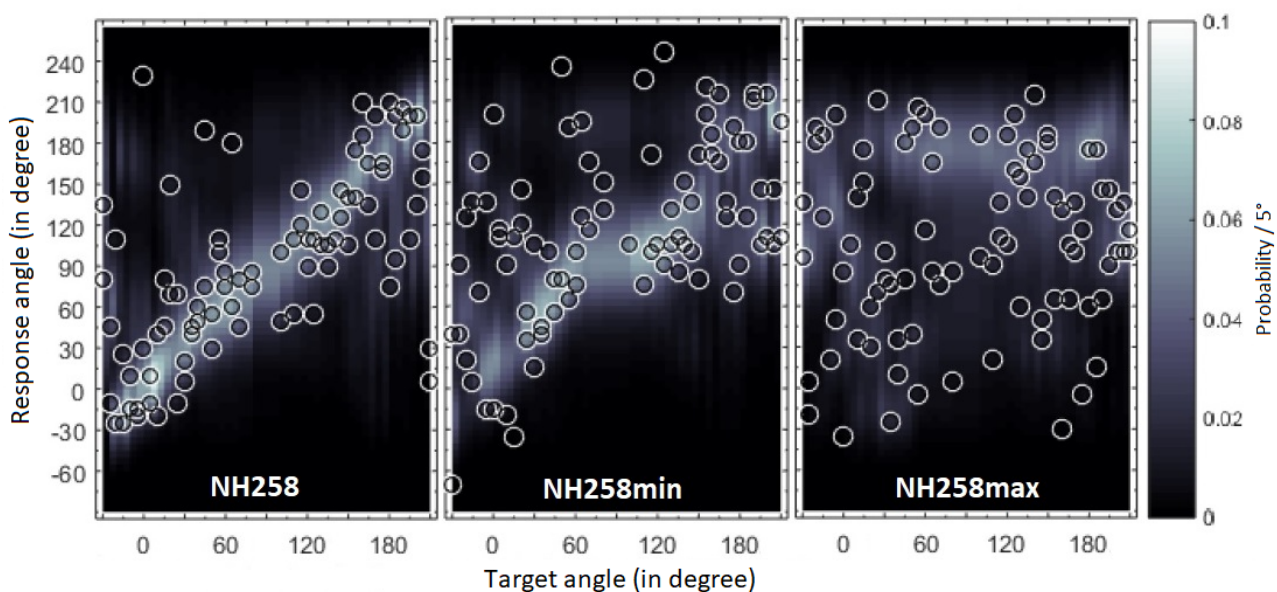 Response angle (in degree)
240
210
180
150
120
90
60
30
0
-30
-60
NH258
NH258min
NH258max
0 60 120 180
0 60 120 180
0 60 120 180
Target angle (in degree)
0.1
0.08
0.06
0.04
0.02
0
Probability / 5°